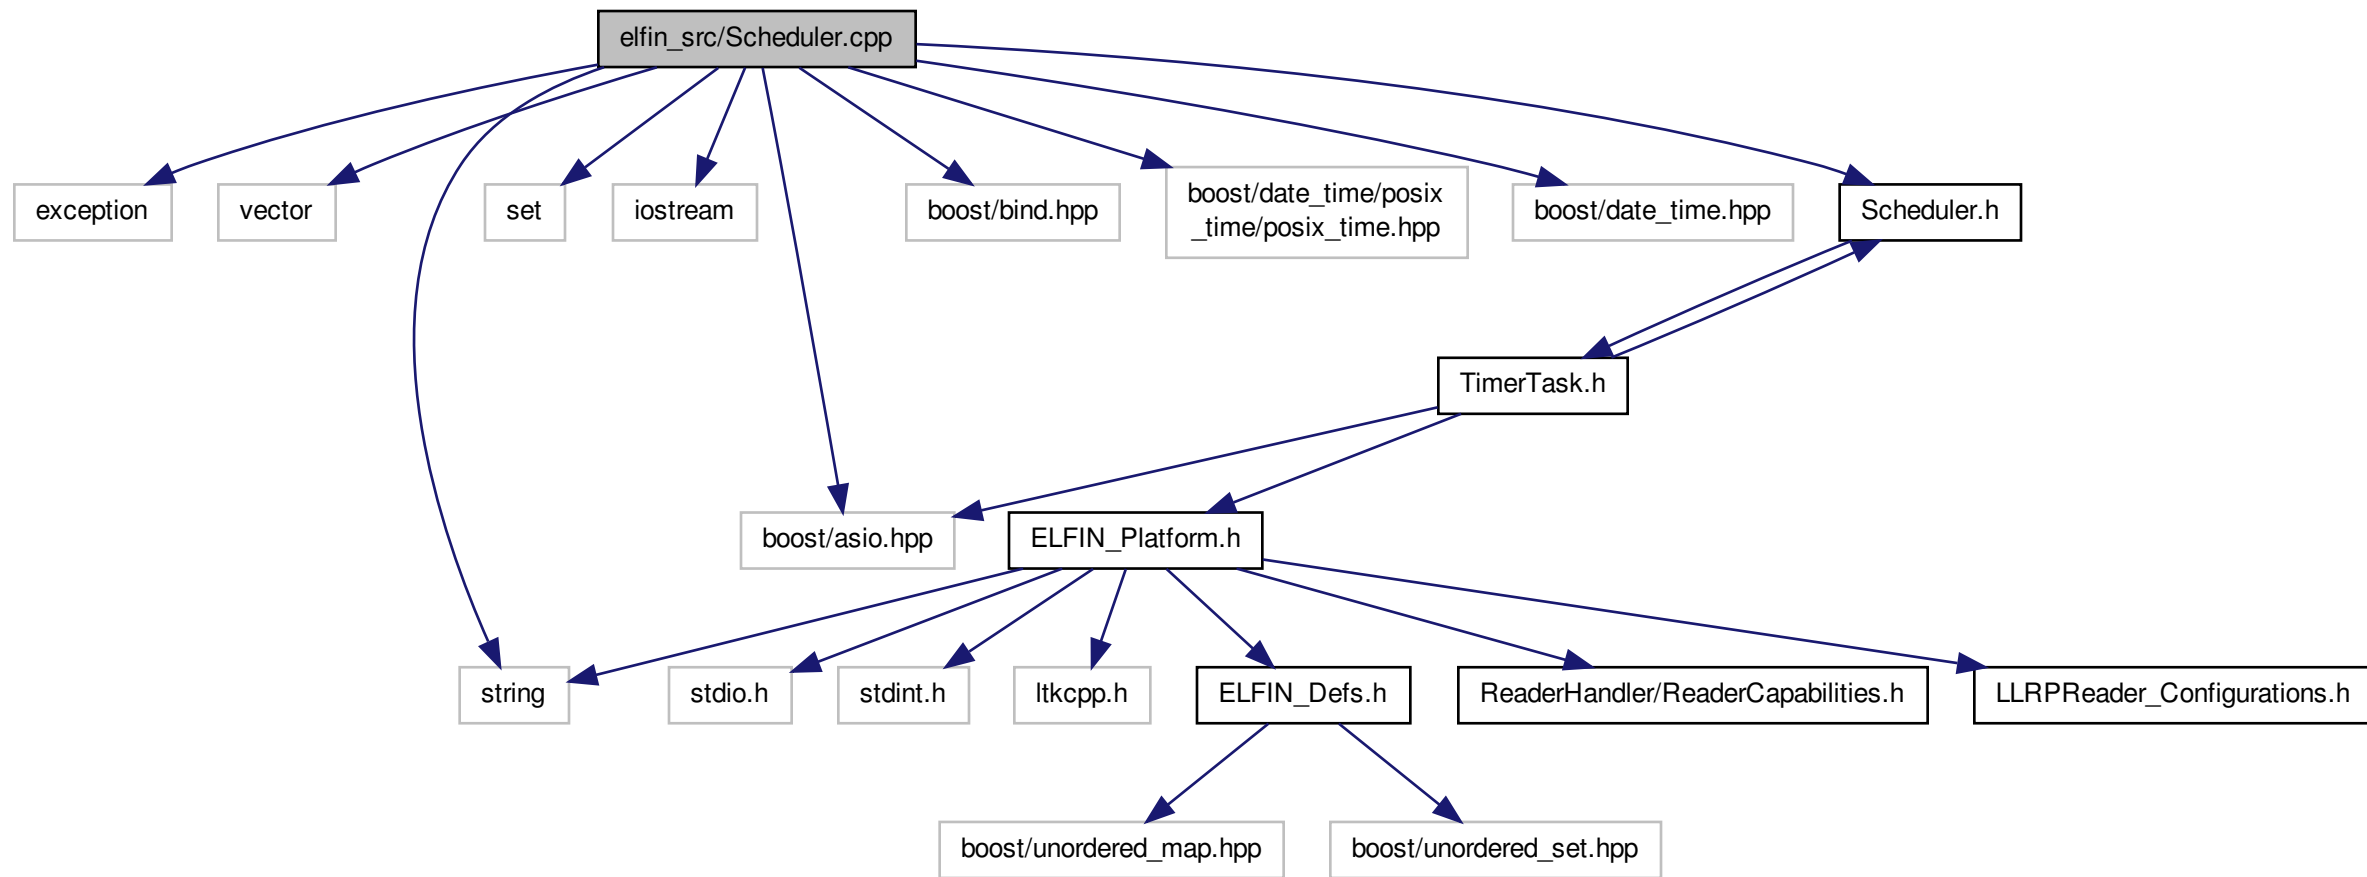 elfin_src/Scheduler.cpp
exception
vector
set
iostream
boost/bind.hpp
boost/date_time/posix
_time/posix_time.hpp
boost/date_time.hpp
Scheduler.h
TimerTask.h
boost/asio.hpp
ELFIN_Platform.h
string
stdio.h
stdint.h
ltkcpp.h
ELFIN_Defs.h
ReaderHandler/ReaderCapabilities.h
LLRPReader_Configurations.h
boost/unordered_map.hpp
boost/unordered_set.hpp